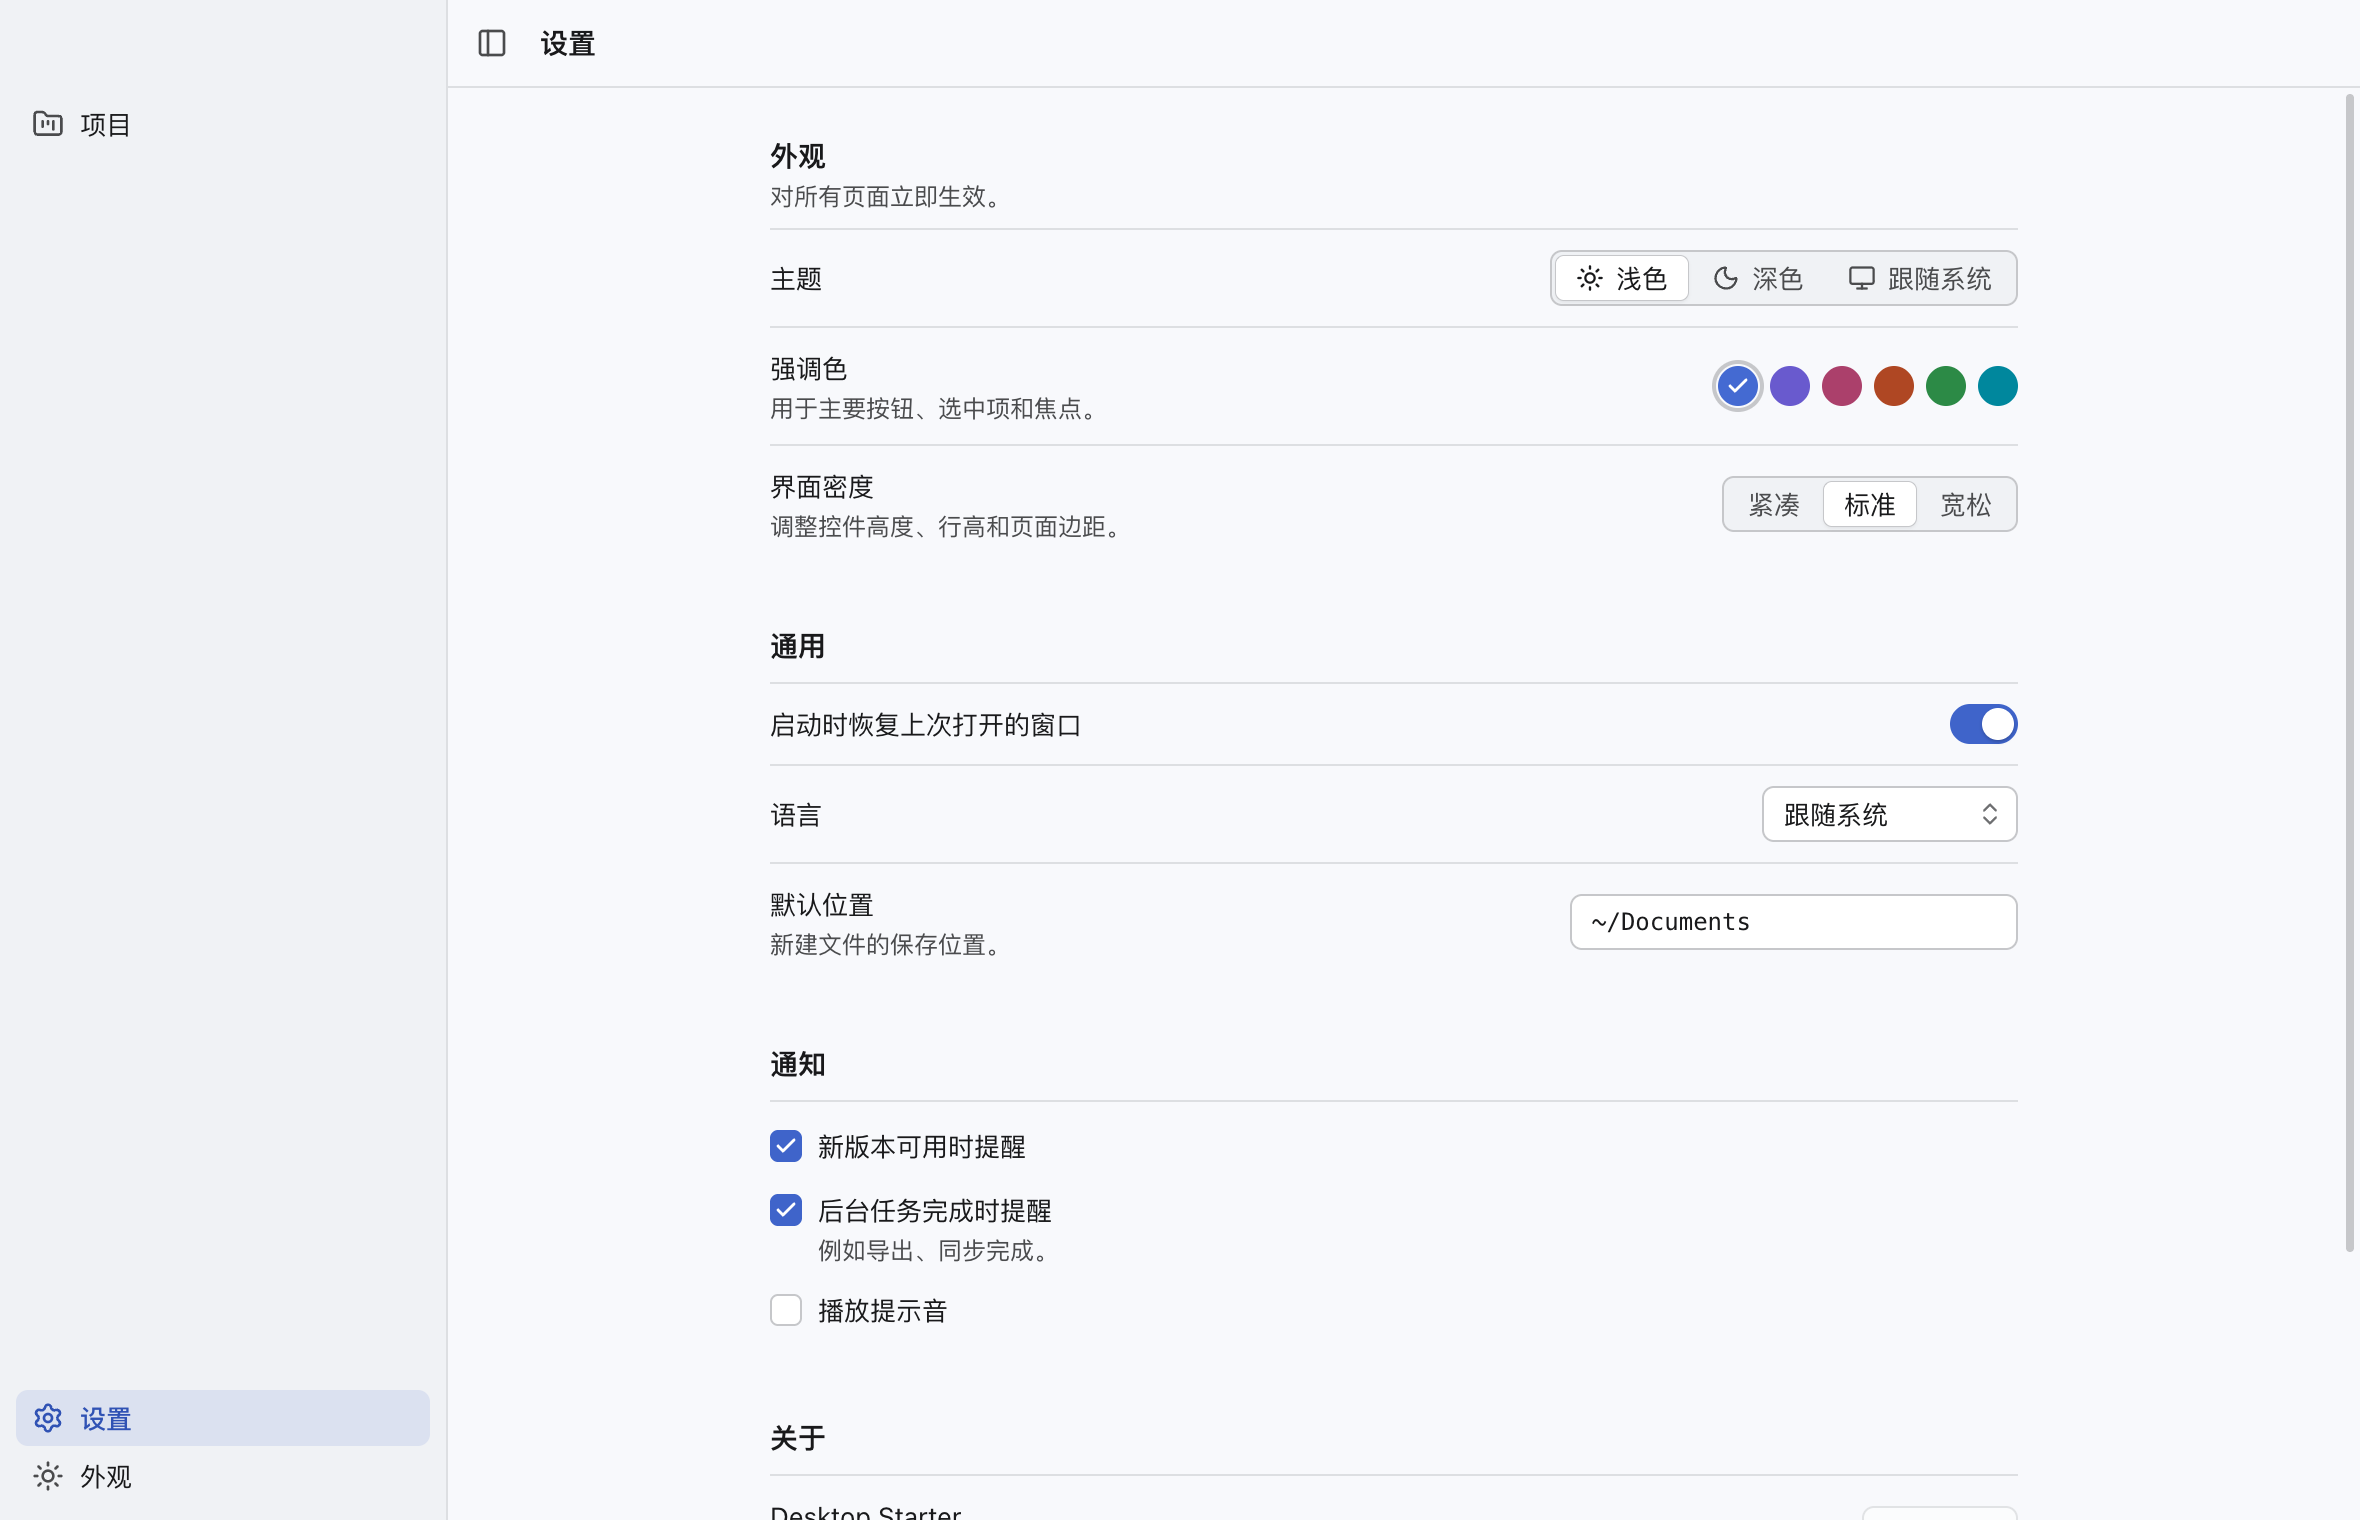 设置
项目
外观
对所有页面立即生效。
主题
浅色
深色
跟随系统
强调色
用于主要按钮、选中项和焦点。
界面密度
调整控件高度、行高和页面边距。
紧凑
标准
宽松
通用
启动时恢复上次打开的窗口
语言
跟随系统
默认位置
新建文件的保存位置。
~/Documents
通知
新版本可用时提醒
后台任务完成时提醒
例如导出、同步完成。
播放提示音
关于
Desktop Starter
设置
外观